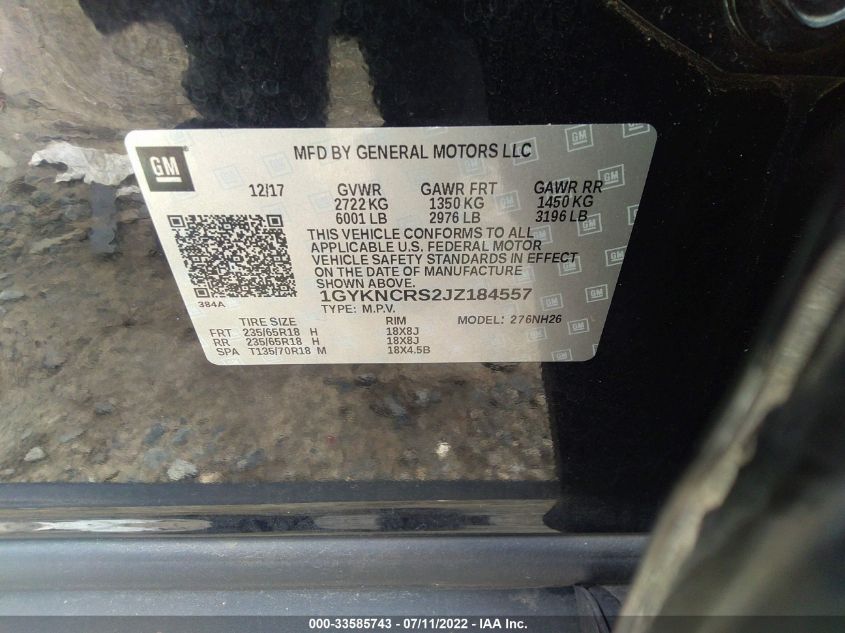 GM
MFD BY GENERAL MOTORS LLC
12/17 GVWR GAWR FRT GAWR RR
2722 KG 1350 KG 1450 KG
6001 LB 2976 LB 3196 LB
THIS VEHICLE CONFORMS TO ALL
APPLICABLE U.S. FEDERAL MOTOR
VEHICLE SAFETY STANDARDS IN EFFECT
ON THE DATE OF MANUFACTURE
SHOWN ABOVE.
384A 1GYKNCRS2JZ184557
TYPE: M.P.V.
TIRE SIZE RIM MODEL: 276NH26
FRT 235/65R18 H 18X8J
RR 235/65R18 H 18X8J
SPA T135/70R18 M 18X4.5B
000-33585743 - 07/11/2022 - IAA Inc.